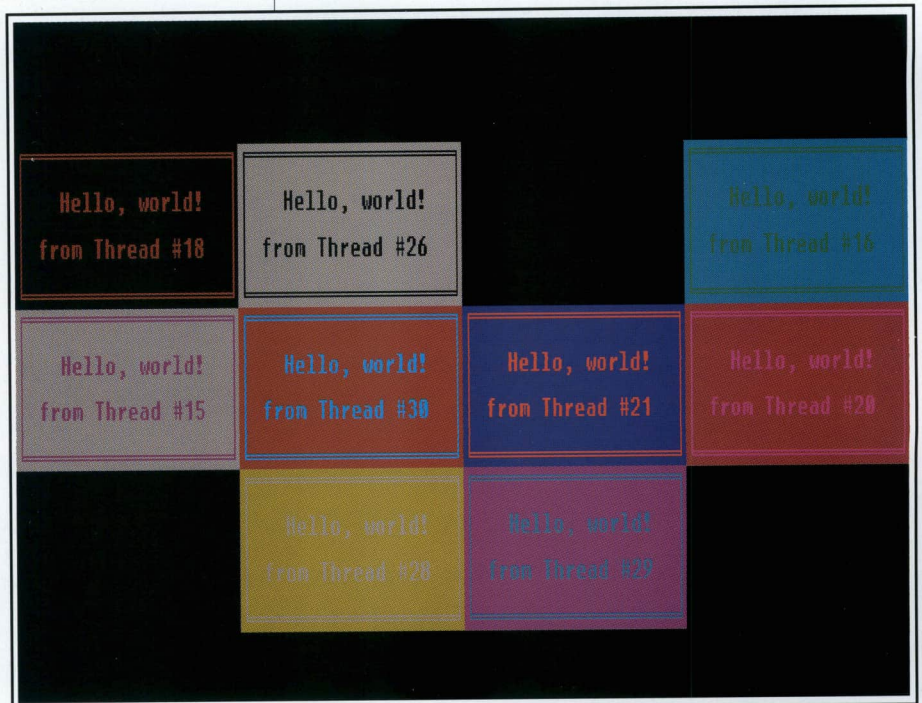 Hello, world!
from Thread #18
Hello, world!
from Thread #26
Hello, world!
from Thread #16
Hello, world!
from Thread #15
Hello, world!
from Thread #30
Hello, world!
from Thread #21
Hello, world!
from Thread #20
Hello, world!
from Thread #28
Hello, world!
from Thread #29